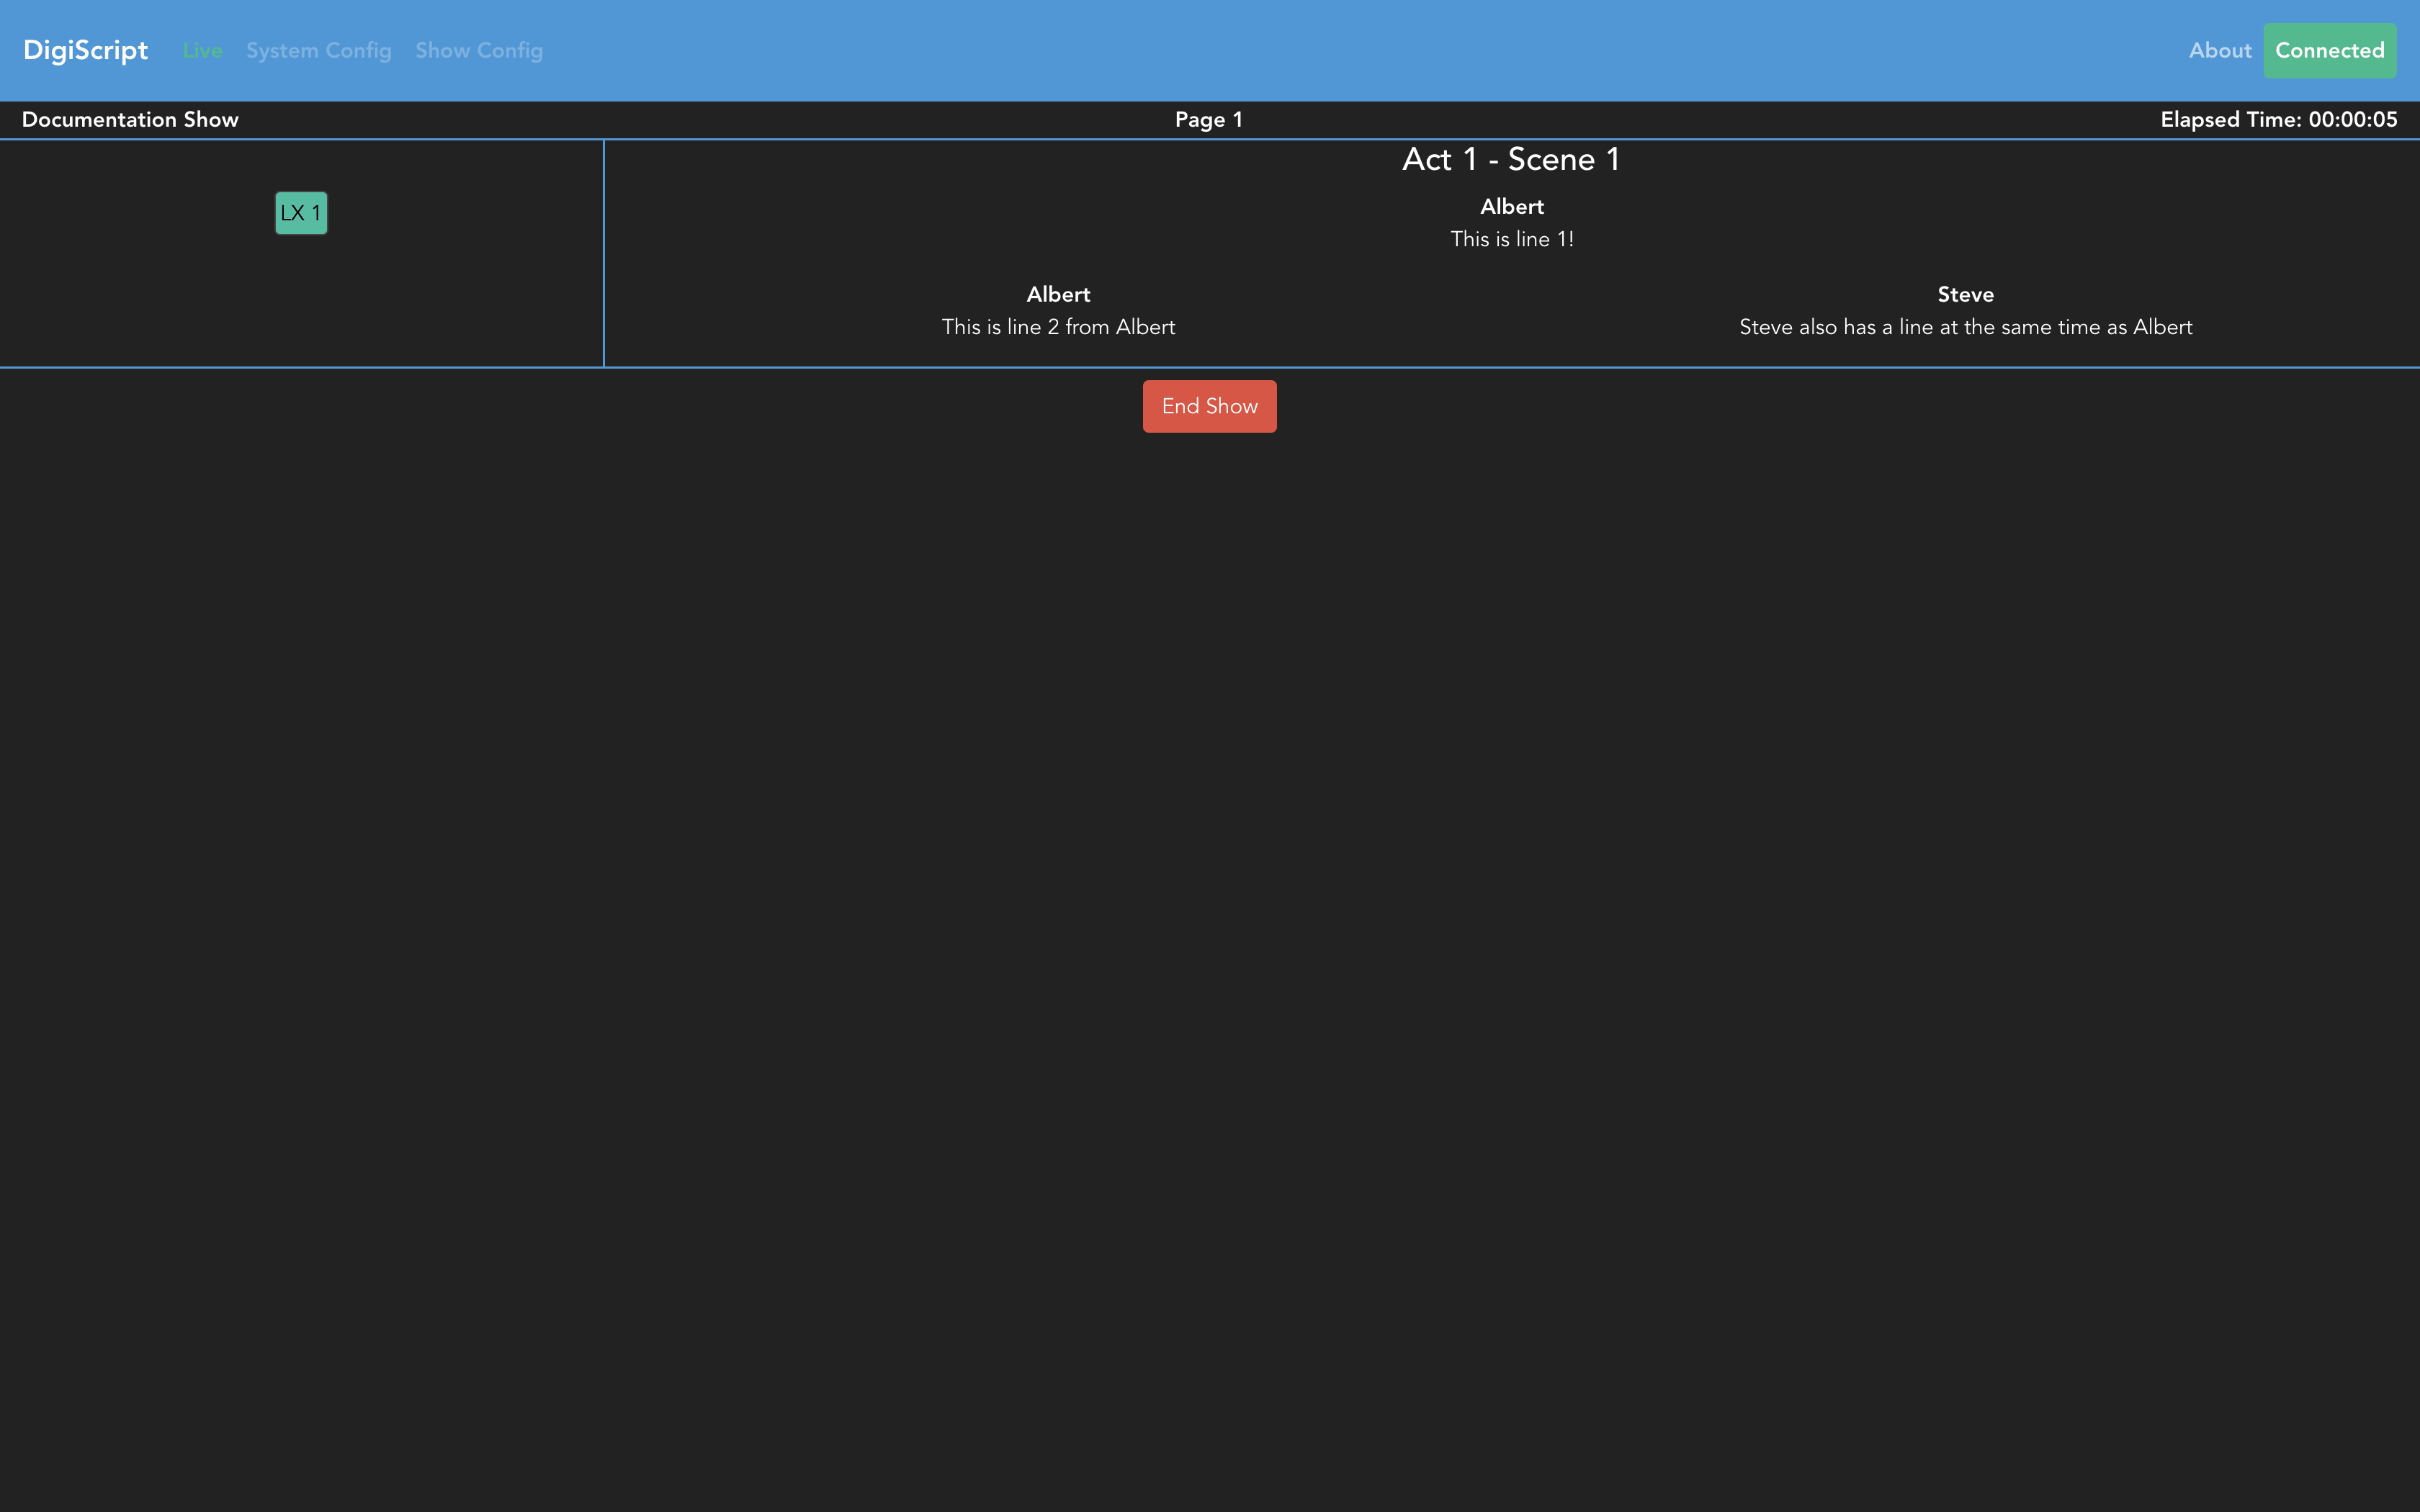 DigiScript Live System Config Show Config About Connected
Documentation Show Page 1 Elapsed Time: 00:00:05
Act 1 - Scene 1
LX 1
Albert
This is line 1!
Albert Steve
This is line 2 from Albert Steve also has a line at the same time as Albert
End Show